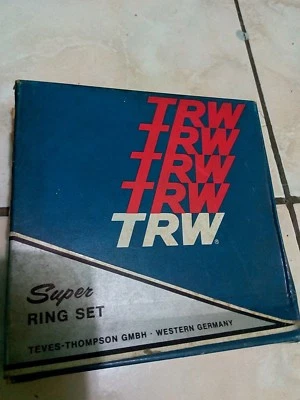 TRW
TRW
TRW
TRW
TRW®
Super
RING SET
TEVES-THOMPSON GMBH · WESTERN GERMANY